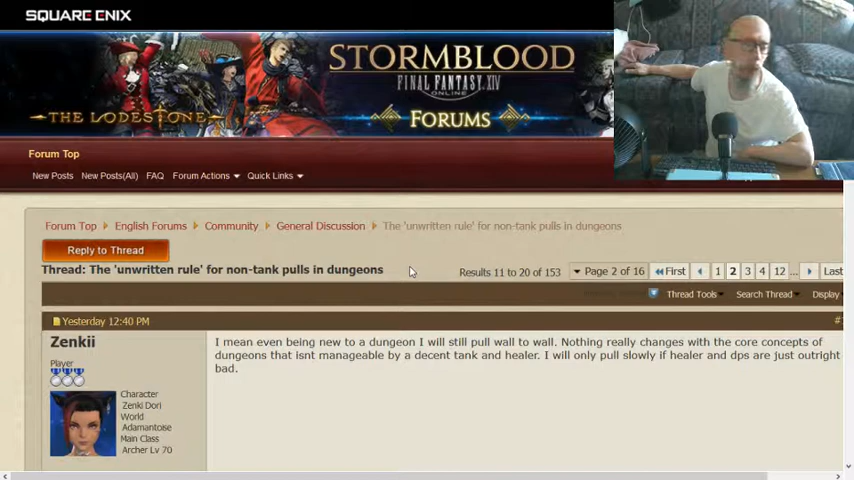 SQUARE ENIX
STORMBLOOD
FINAL FANTASY XIV
ONLINE
THE LODESTONE
FORUMS
Forum Top
New Posts New Posts(All) FAQ Forum Actions Quick Links
Forum Top English Forums Community General Discussion The 'unwritten rule' for non-tank pulls in dungeons
Reply to Thread
Thread: The 'unwritten rule' for non-tank pulls in dungeons
Results 11 to 20 of 153 Page 2 of 16 First 1 2 3 4 12 ... Last
Thread Tools Search Thread Display
Yesterday 12:40 PM #
Zenkii
Player
Character
Zenki Dori
World
Adamantoise
Main Class
Archer Lv 70
I mean even being new to a dungeon I will still pull wall to wall. Nothing really changes with the core concepts of
dungeons that isnt manageable by a decent tank and healer. I will only pull slowly if healer and dps are just outright
bad.